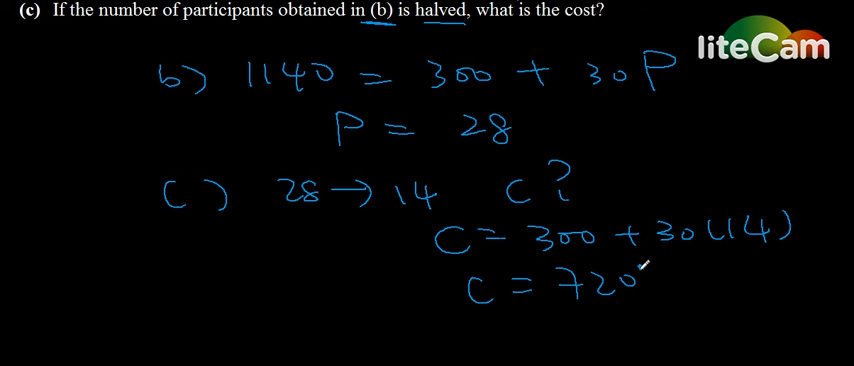 (c) If the number of participants obtained in (b) is halved, what is the cost?
liteCam
b) 1140 = 300 + 30P
P = 28
c) 28 → 14 C?
C = 300 + 30(14)
C = 720